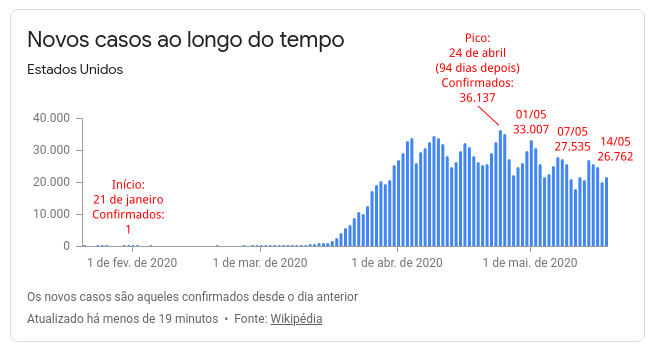 Novos casos ao longo do tempo
Estados Unidos
Pico:
24 de abril
(94 dias depois)
Confirmados:
36.137
01/05
33.007
07/05
27.535
14/05
26.762
Início:
21 de janeiro
Confirmados:
1
40.000
30.000
20.000
10.000
0
1 de fev. de 2020
1 de mar. de 2020
1 de abr. de 2020
1 de mai. de 2020
Os novos casos são aqueles confirmados desde o dia anterior
Atualizado há menos de 19 minutos • Fonte: Wikipédia